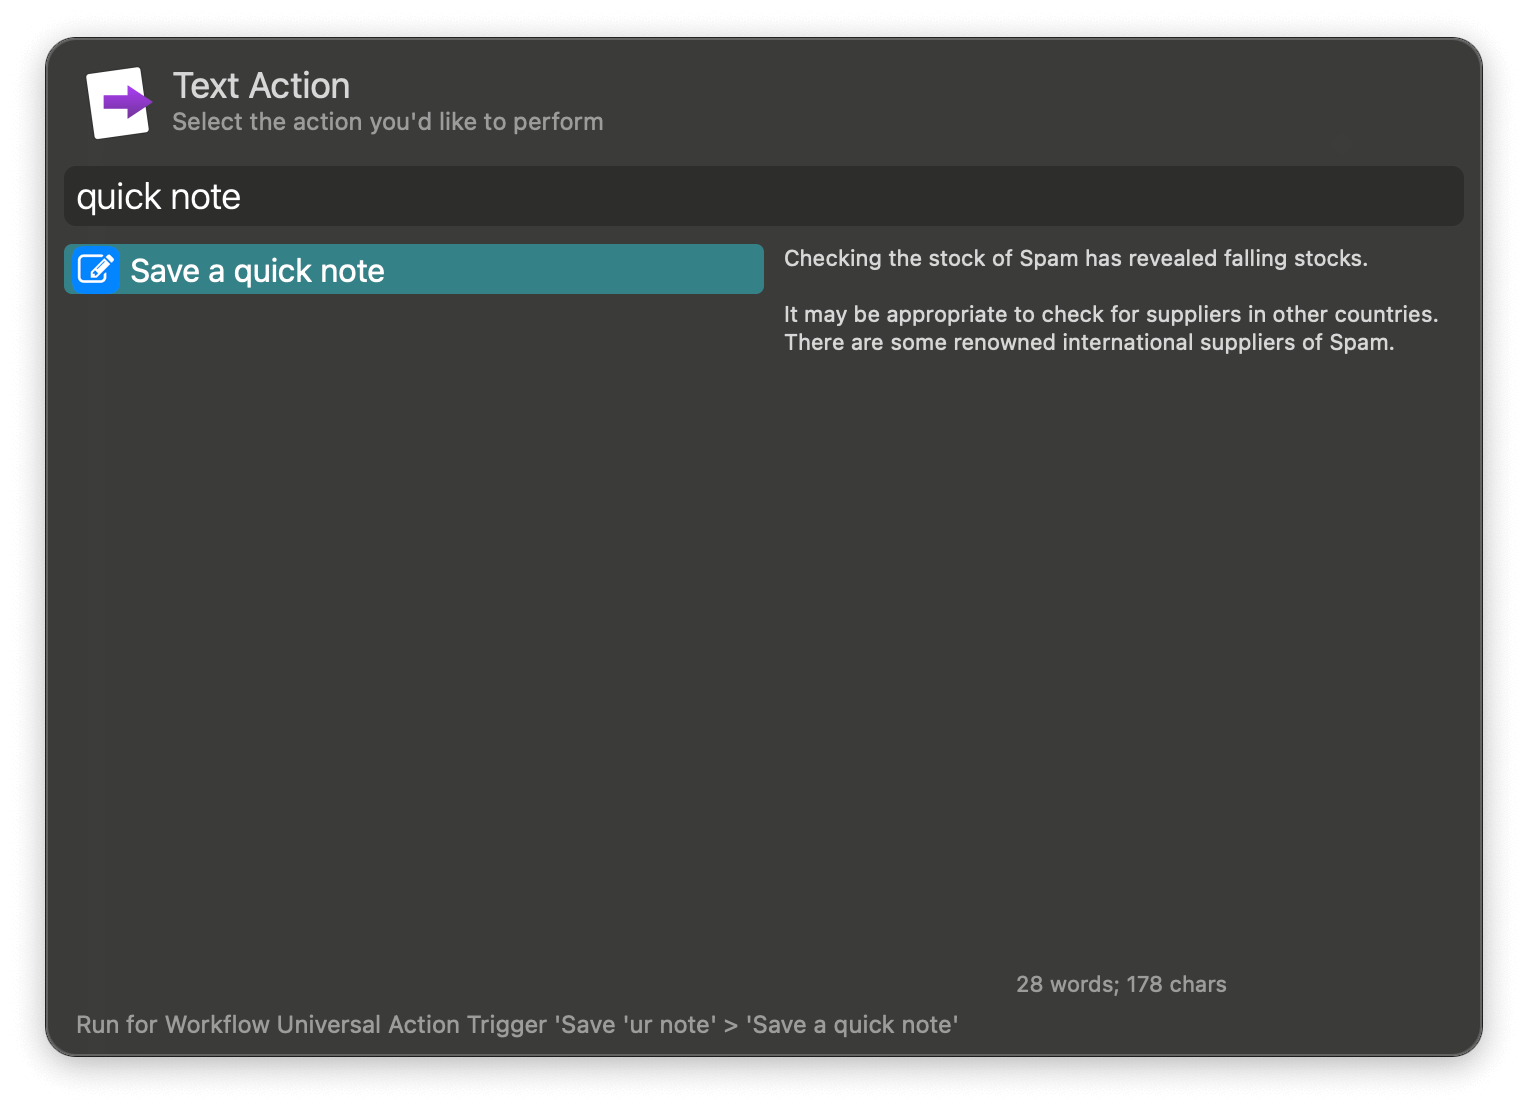 Text Action
Select the action you'd like to perform
quick note
Save a quick note
Checking the stock of Spam has revealed falling stocks.
It may be appropriate to check for suppliers in other countries.
There are some renowned international suppliers of Spam.
28 words; 178 chars
Run for Workflow Universal Action Trigger 'Save 'ur note' > 'Save a quick note'